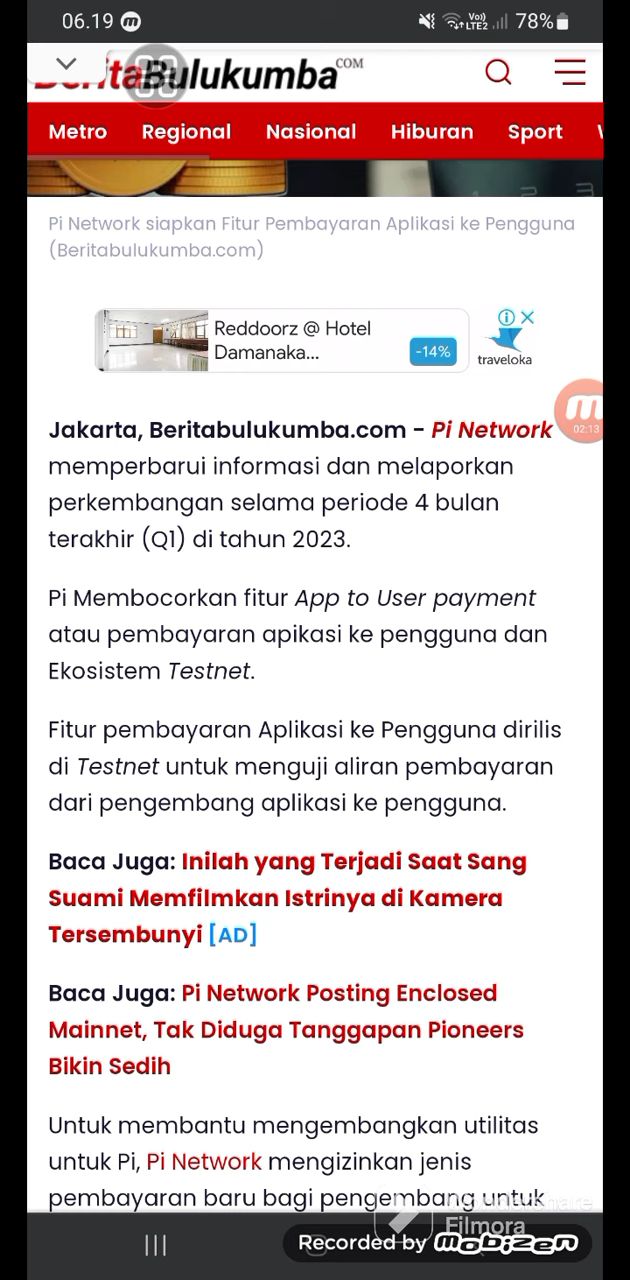 06.19
Vo))
LTE2
78%
BeritaBulukumba
COM
Metro Regional Nasional Hiburan Sport
Pi Network siapkan Fitur Pembayaran Aplikasi ke Pengguna
(Beritabulukumba.com)
Reddoorz @ Hotel
Damanaka...
-14%
traveloka
Jakarta, Beritabulukumba.com - Pi Network
memperbarui informasi dan melaporkan
perkembangan selama periode 4 bulan
terakhir (Q1) di tahun 2023.
02:13
Pi Membocorkan fitur App to User payment
atau pembayaran apikasi ke pengguna dan
Ekosistem Testnet.
Fitur pembayaran Aplikasi ke Pengguna dirilis
di Testnet untuk menguji aliran pembayaran
dari pengembang aplikasi ke pengguna.
Baca Juga: Inilah yang Terjadi Saat Sang
Suami Memfilmkan Istrinya di Kamera
Tersembunyi [AD]
Baca Juga: Pi Network Posting Enclosed
Mainnet, Tak Diduga Tanggapan Pioneers
Bikin Sedih
Untuk membantu mengembangkan utilitas
untuk Pi, Pi Network mengizinkan jenis
pembayaran baru bagi pengembang untuk
Wondershare
Filmora
Recorded by mobizen